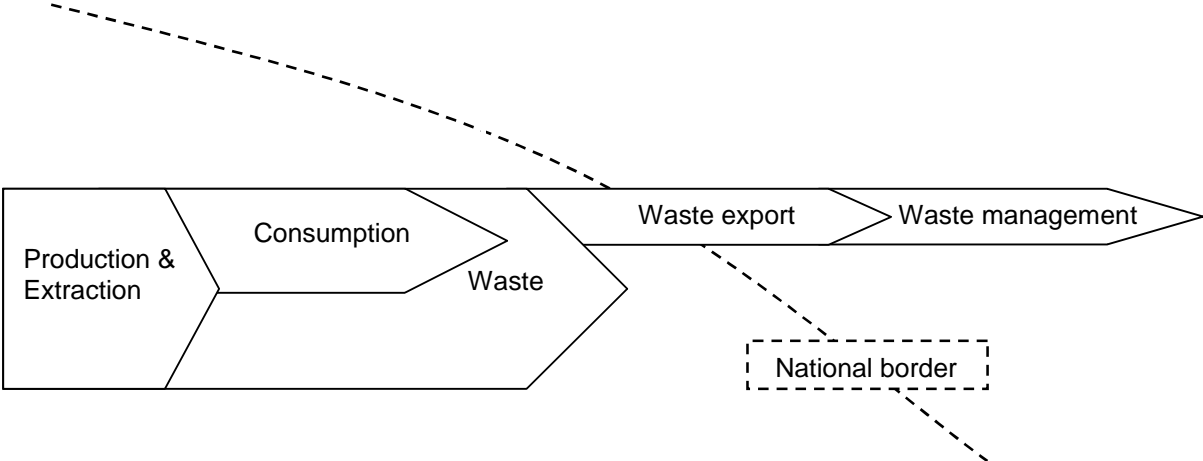 Production &
Extraction
Consumption
Waste
Waste export
Waste management
National border